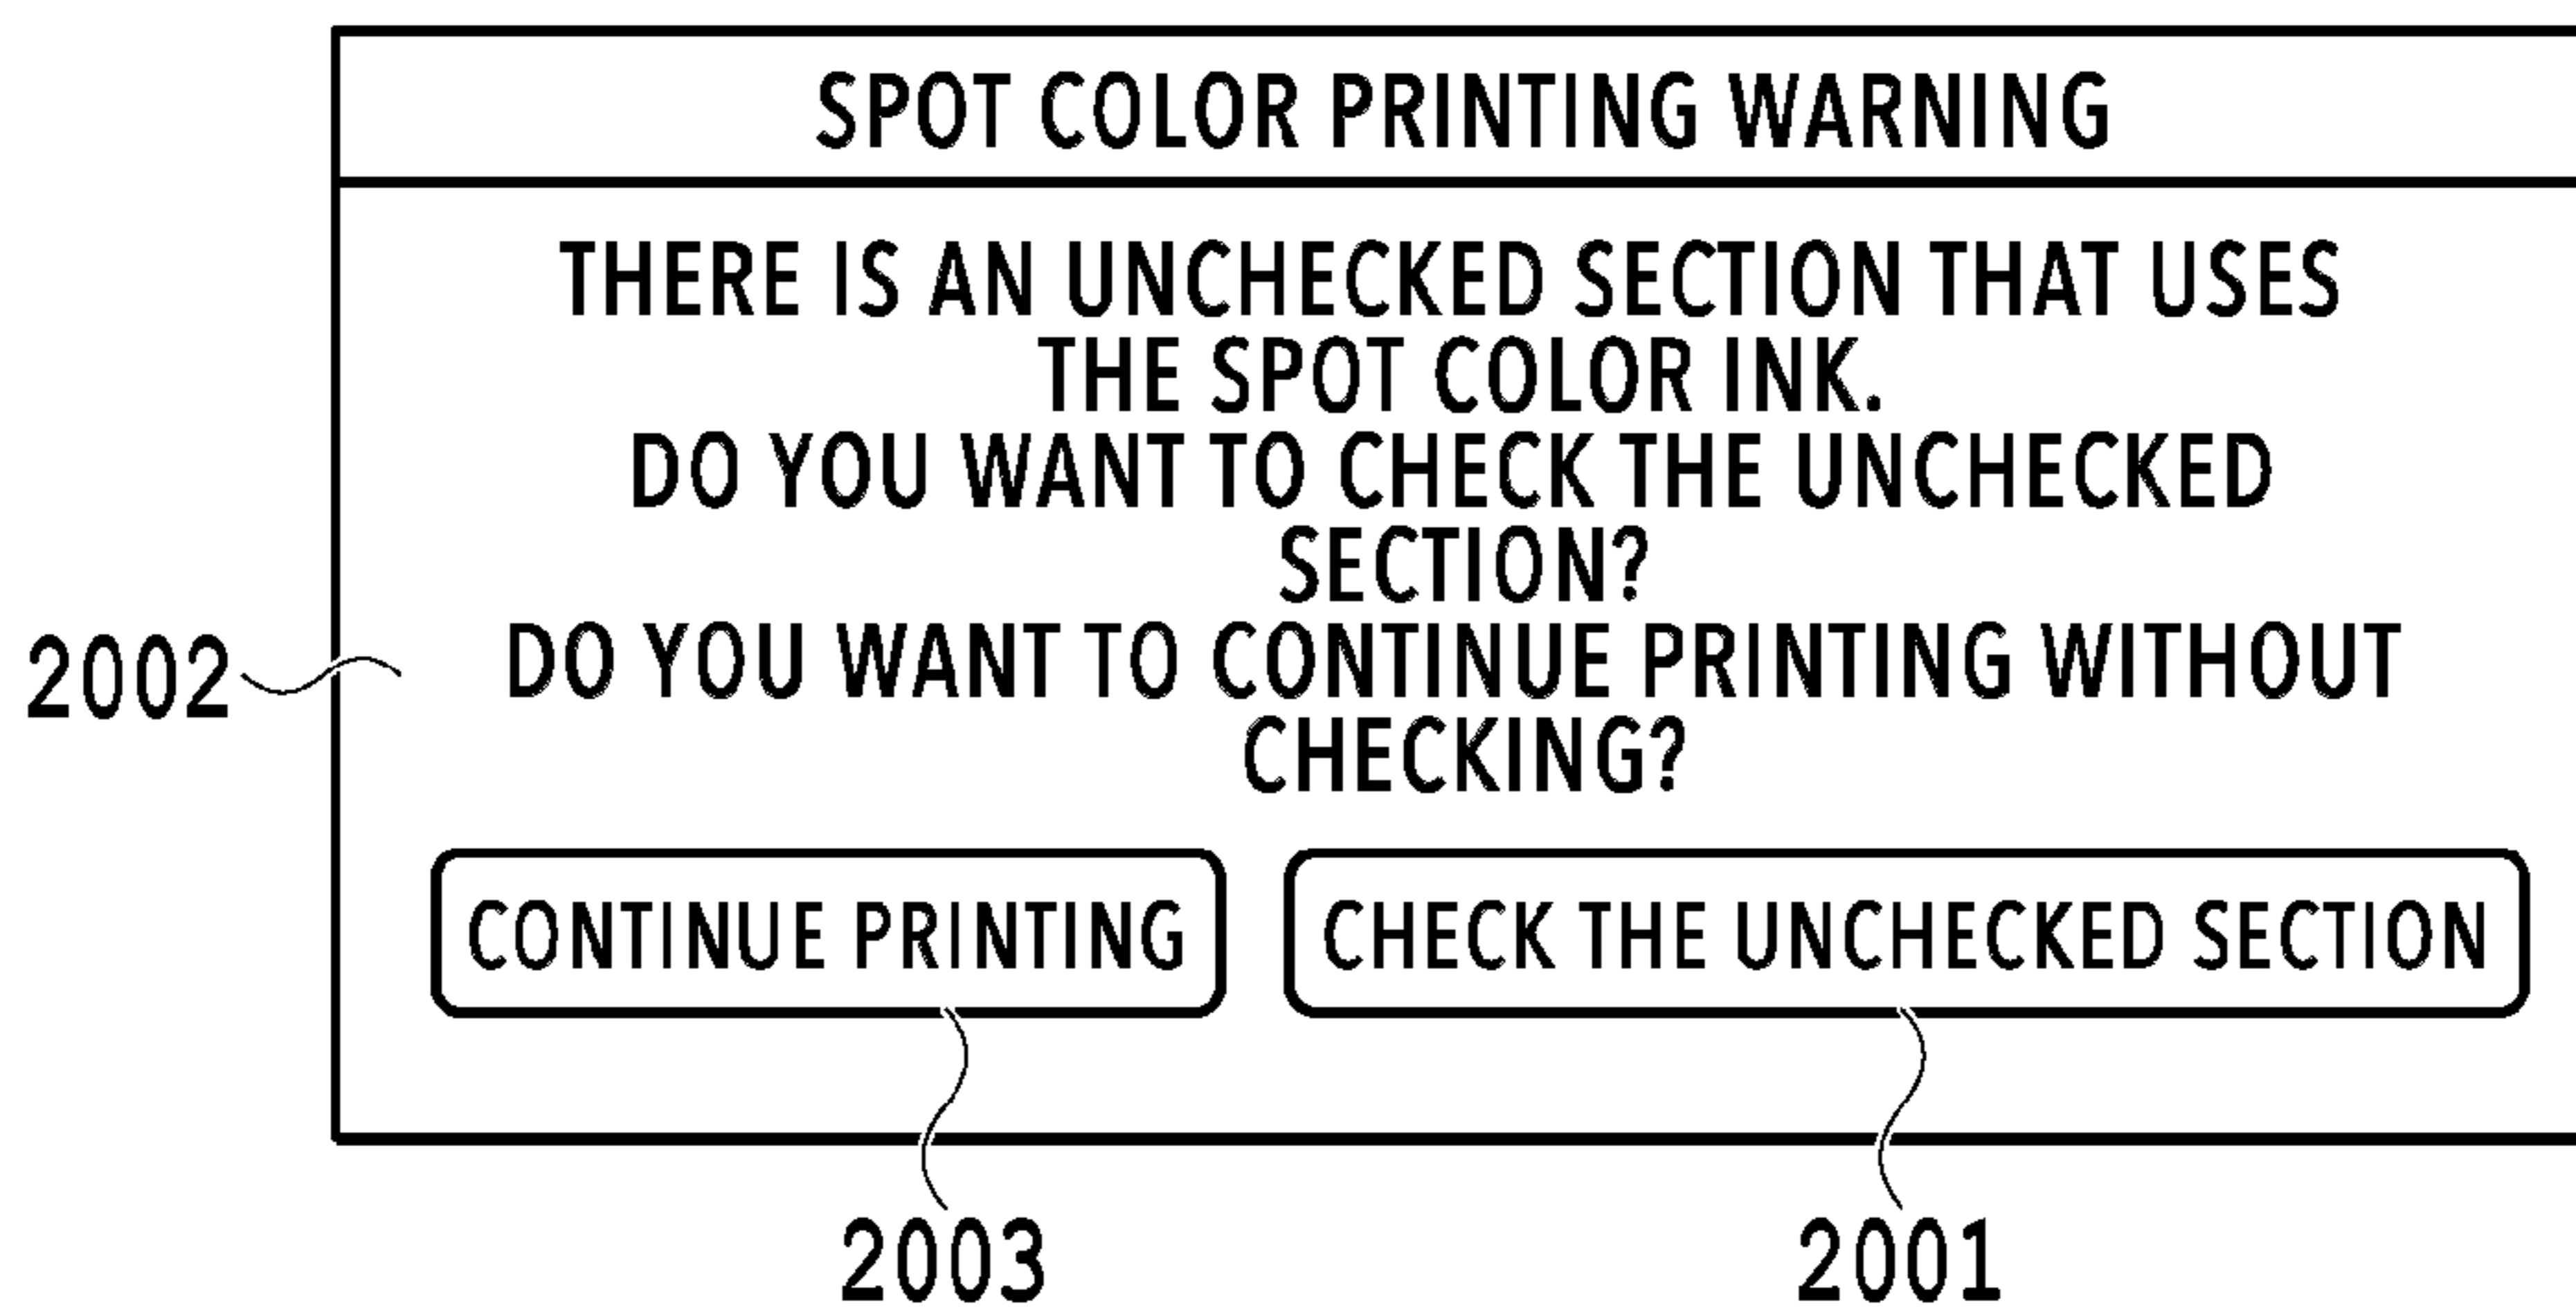 SPOT COLOR PRINTING WARNING
THERE IS AN UNCHECKED SECTION THAT USES
THE SPOT COLOR INK.
DO YOU WANT TO CHECK THE UNCHECKED
SECTION?
DO YOU WANT TO CONTINUE PRINTING WITHOUT
CHECKING?
2002
CONTINUE PRINTING
CHECK THE UNCHECKED SECTION
2003
2001